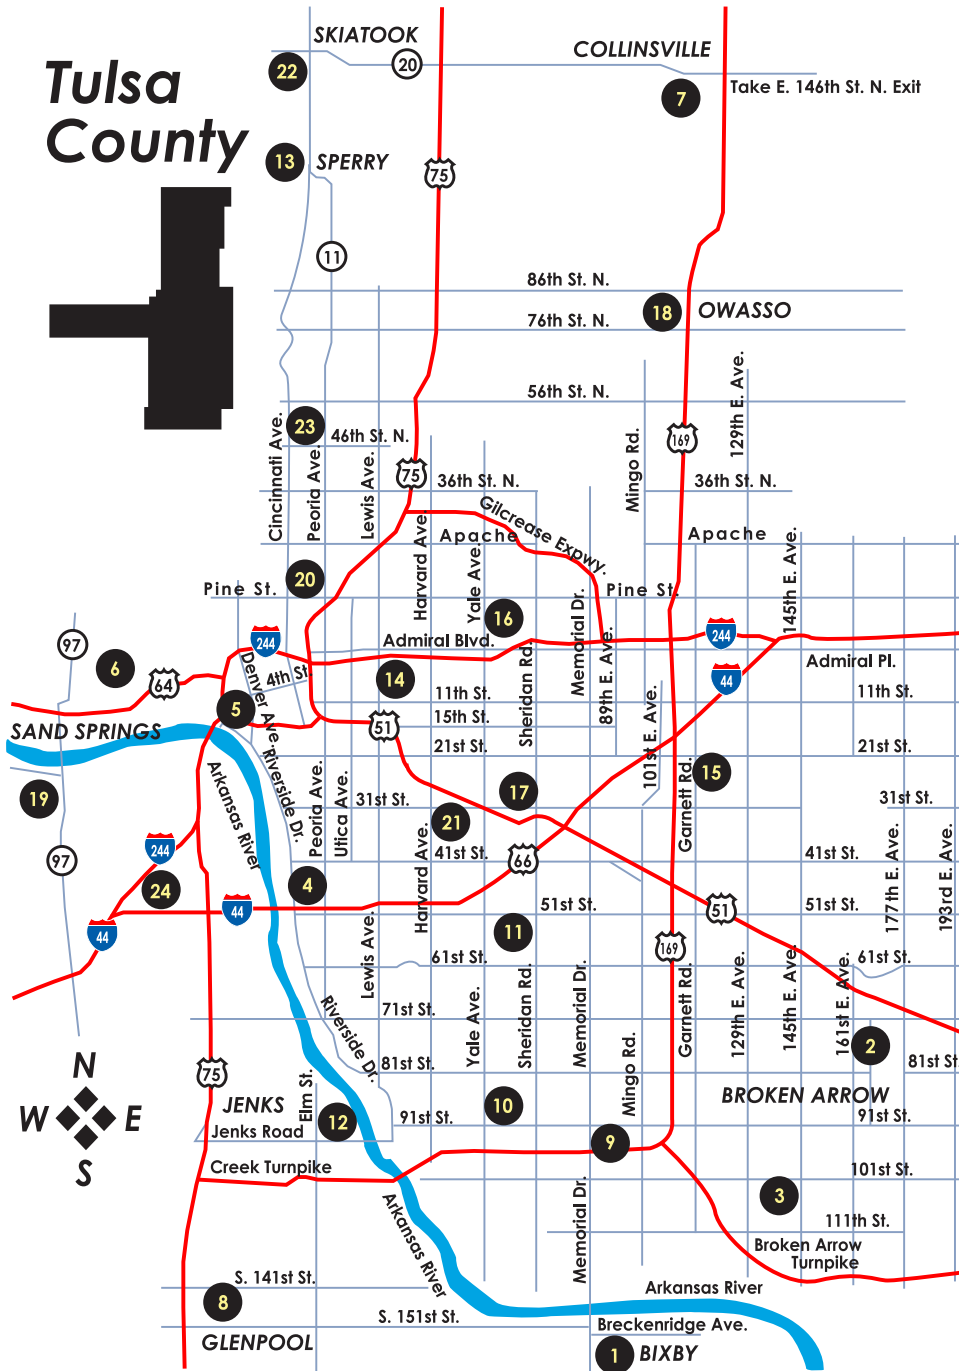 SKIATOOK
COLLINSVILLE
Tulsa
County
20
22
7
Take E. 146th St. N. Exit
13
SPERRY
75
11
86th St. N.
18
OWASSO
76th St. N.
56th St. N.
129th E. Ave.
23
46th St. N.
Cincinnati Ave.
Peoria Ave.
Lewis Ave.
Mingo Rd.
169
75
36th St. N.
36th St. N.
Gilcrease Expwy.
Harvard Ave.
Apache
Apache
Yale Ave.
145th E. Ave.
20
Pine St.
Pine St.
16
Memorial Dr.
97
244
Admiral Blvd.
244
Sheridan Rd.
89th E. Ave.
6
64
Denver Ave.
4th St.
14
44
Admiral Pl.
11th St.
11th St.
5
15th St.
51
SAND SPRINGS
21st St.
101st E. Ave.
21st St.
Riverside Dr.
Arkansas River
15
Garnett Rd.
19
17
Peoria Ave.
Utica Ave.
31st St.
31st St.
21
Harvard Ave.
244
97
41st St.
66
41st St.
177th E. Ave.
193rd E. Ave.
24
4
44
51st St.
51
51st St.
44
11
169
Lewis Ave.
61st St.
61st St.
Sheridan Rd.
Memorial Dr.
Garnett Rd.
129th E. Ave.
145th E. Ave.
161st E. Ave.
Riverside Dr.
71st St.
Yale Ave.
Mingo Rd.
2
81st St.
81st St.
N
W E
S
75
JENKS
Elm St.
12
10
BROKEN ARROW
91st St.
91st St.
Jenks Road
9
Creek Turnpike
101st St.
3
Arkansas River
Memorial Dr.
111th St.
Broken Arrow
Turnpike
S. 141st St.
Arkansas River
8
S. 151st St.
Breckenridge Ave.
GLENPOOL
1
BIXBY